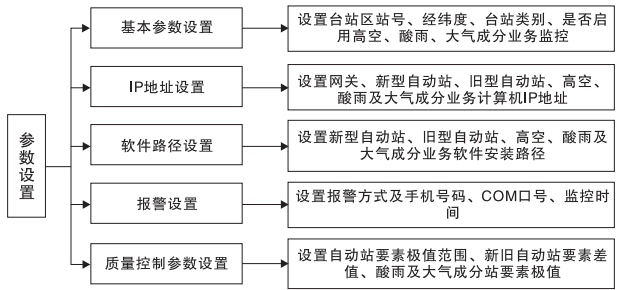 参数设置
基本参数设置
设置台站区站号、经纬度、台站类别、是否启
用高空、酸雨、大气成分业务监控
IP地址设置
设置网关、新型自动站、旧型自动站、高空、
酸雨及大气成分业务计算机IP地址
软件路径设置
设置新型自动站、旧型自动站、高空、酸雨及
大气成分业务软件安装路径
报警设置
设置报警方式及手机号码、COM口号、监控时
间
质量控制参数设置
设置自动站要素极值范围、新旧自动站要素差
值、酸雨及大气成分站要素极值